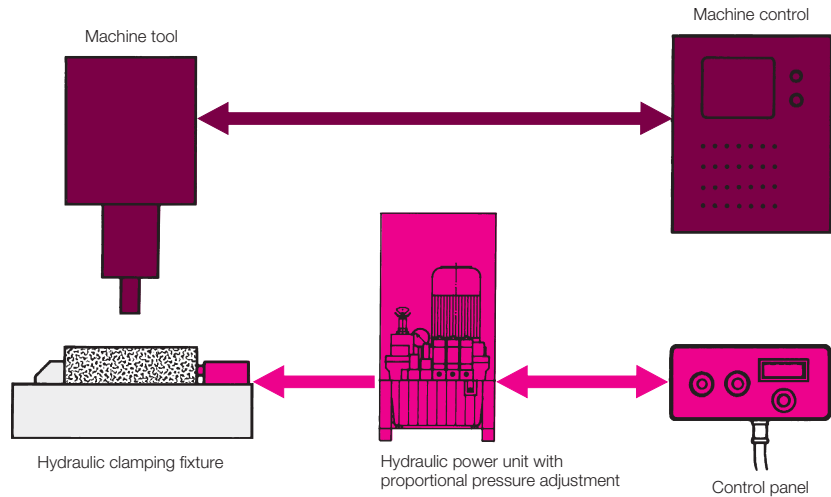 Machine control
Machine tool
Hydraulic clamping fixture
Hydraulic power unit with
proportional pressure adjustment
Control panel